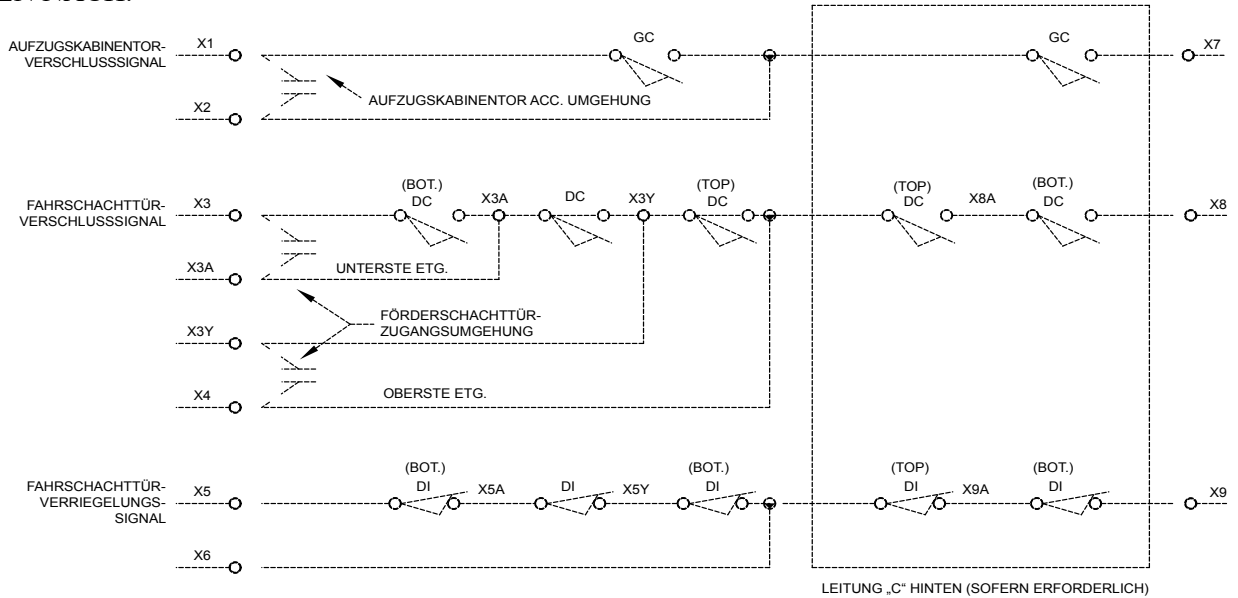 GC
GC
AUFZUGSKABINENTOR-
VERSCHLUSSSIGNAL
X1
X7
AUFZUGSKABINENTOR ACC. UMGEHUNG
X2
(BOT.)
DC
X3A
DC
X3Y
(TOP)
DC
(TOP)
DC
X8A
(BOT.)
DC
FAHRSCHACHTTÜR-
VERSCHLUSSSIGNAL
X3
X8
X3A
UNTERSTE ETG.
FÖRDERSCHACHTTÜR-
ZUGANGSUMGEHUNG
X3Y
X4
OBERSTE ETG.
(BOT.)
DI
X5A
DI
X5Y
(BOT.)
DI
(TOP)
DI
X9A
(BOT.)
DI
FAHRSCHACHTTÜR-
VERRIEGELUNGS-
SIGNAL
X5
X9
X6
LEITUNG „C“ HINTEN (SOFERN ERFORDERLICH)